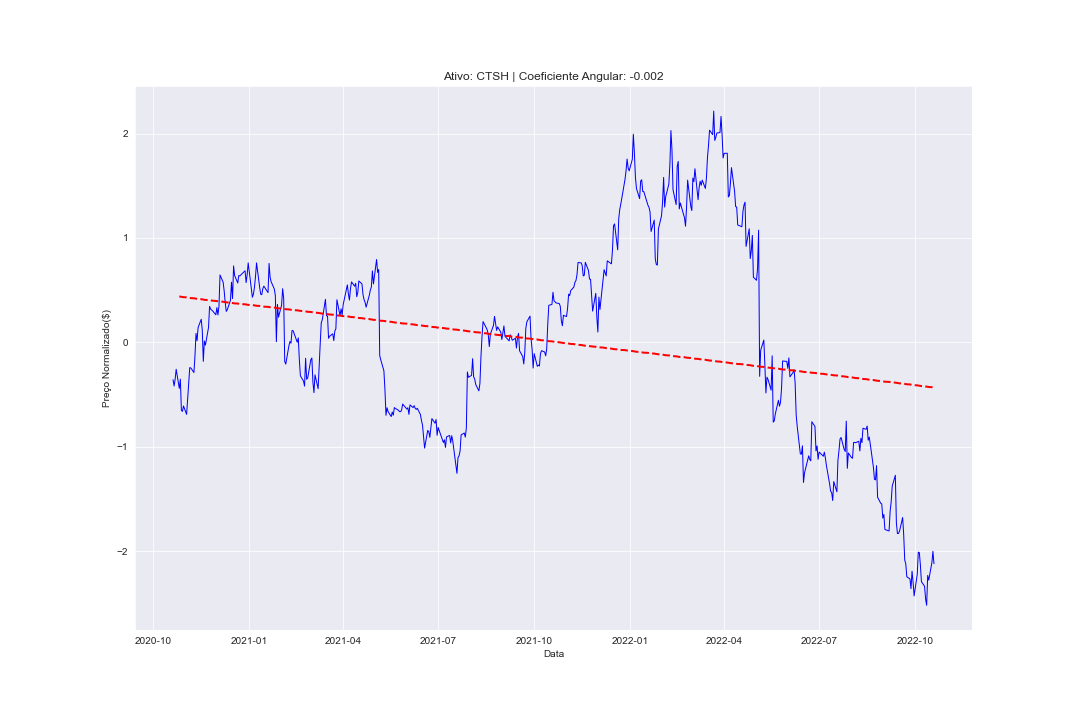 Ativo: CTSH | Coeficiente Angular: -0.002
Preço Normalizado($)
2
1
0
−1
−2
2020-10 2021-01 2021-04 2021-07 2021-10 2022-01 2022-04 2022-07 2022-10
Data